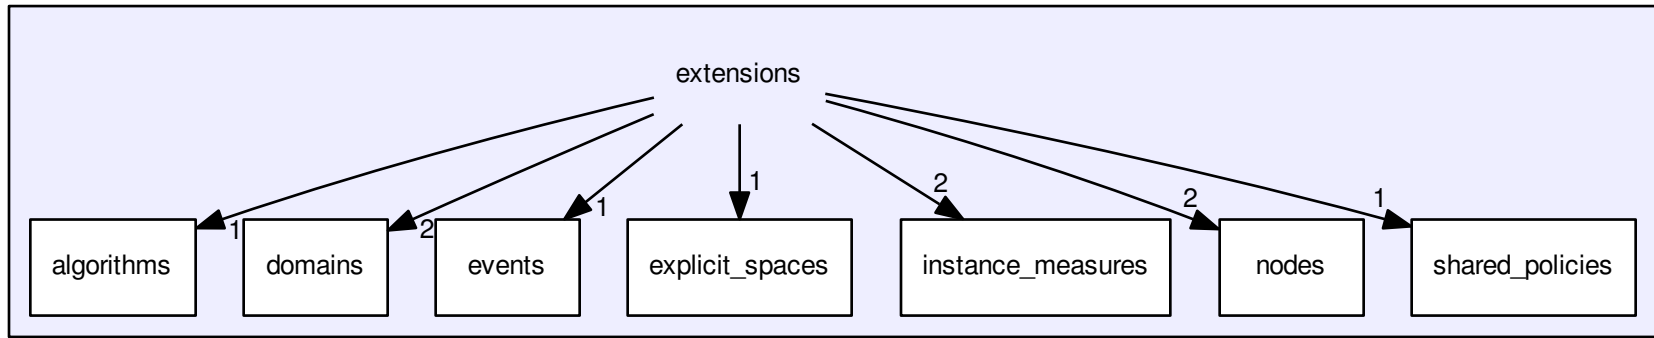 extensions
1
2
1
1
2
2
1
algorithms
domains
events
explicit_spaces
instance_measures
nodes
shared_policies